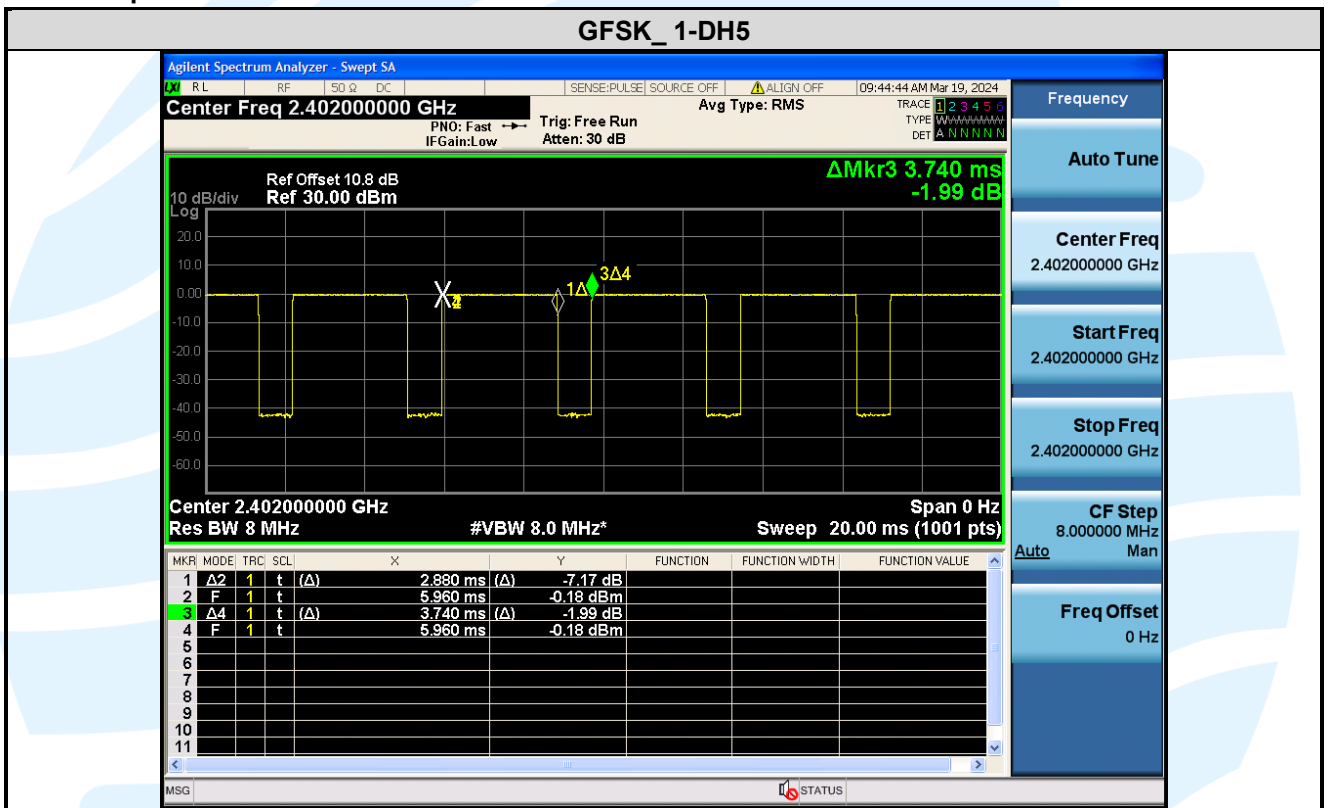 GFSK_ 1-DH5
Agilent Spectrum Analyzer - Swept SA
LXI RL RF 50 Ω DC SENSE:PULSE SOURCE OFF ALIGN OFF 09:44:44 AM Mar 19, 2024
Center Freq 2.402000000 GHz
PNO: Fast
IFGain:Low
Trig: Free Run
Atten: 30 dB
Avg Type: RMS
TRACE 1 2 3 4 5 6
TYPE WWWWWW
DET A N N N N N
Ref Offset 10.8 dB
10 dB/div Ref 30.00 dBm
Log
ΔMkr3 3.740 ms
-1.99 dB
20.0
10.0
0.00
-10.0
-20.0
-30.0
-40.0
-50.0
-60.0
1Δ
3Δ4
Center 2.402000000 GHz Span 0 Hz
Res BW 8 MHz #VBW 8.0 MHz* Sweep 20.00 ms (1001 pts)
MKR MODE TRC SCL X Y FUNCTION FUNCTION WIDTH FUNCTION VALUE
1 Δ2 1 t (Δ) 2.880 ms (Δ) -7.17 dB
2 F 1 t 5.960 ms -0.18 dBm
3 Δ4 1 t (Δ) 3.740 ms (Δ) -1.99 dB
4 F 1 t 5.960 ms -0.18 dBm
5
6
7
8
9
10
11
MSG STATUS
Frequency
Auto Tune
Center Freq
2.402000000 GHz
Start Freq
2.402000000 GHz
Stop Freq
2.402000000 GHz
CF Step
8.000000 MHz
Auto Man
Freq Offset
0 Hz